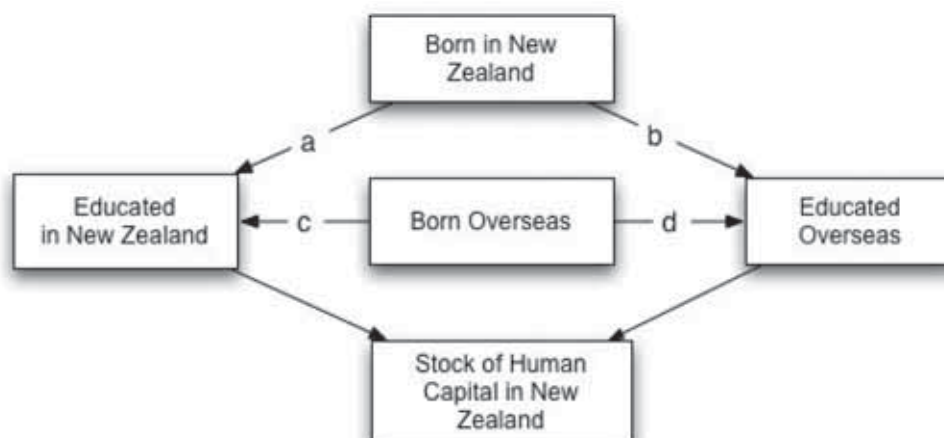 Born in New
Zealand
a
b
Educated
in New Zealand
c
Born Overseas
d
Educated
Overseas
Stock of Human
Capital in New
Zealand